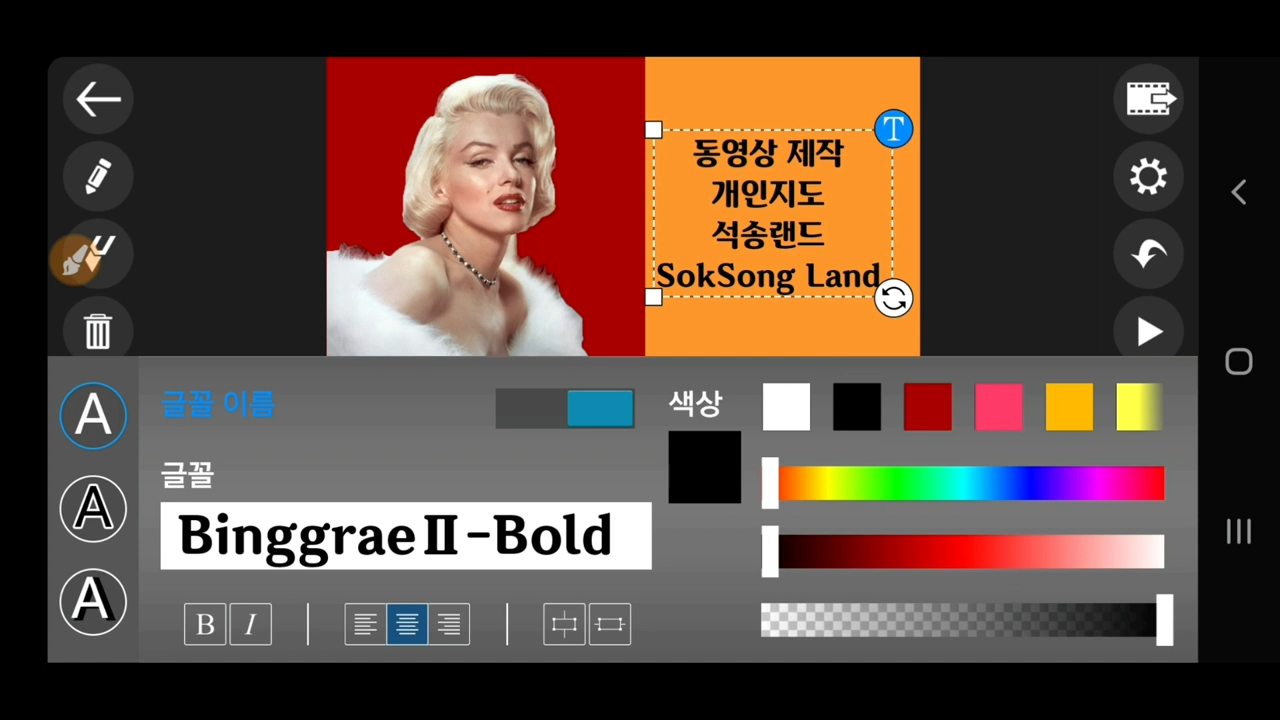 동영상 제작
개인지도
석송랜드
SokSong Land
T
A
A
A
글꼴 이름
글꼴
BinggraeⅡ-Bold
B I
색상